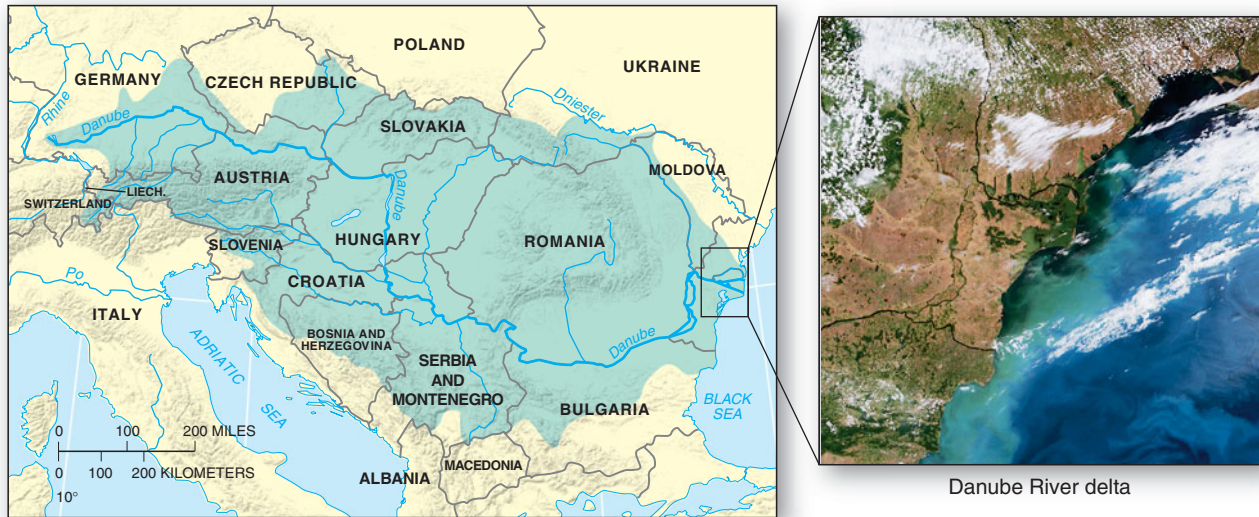 POLAND
GERMANY
CZECH REPUBLIC
UKRAINE
Rhine
Danube
Dniester
SLOVAKIA
MOLDOVA
AUSTRIA
LIECH.
SWITZERLAND
Danube
HUNGARY
ROMANIA
SLOVENIA
CROATIA
Po
ITALY
BOSNIA AND
HERZEGOVINA
Danube
ADRIATIC
SEA
SERBIA
AND
MONTENEGRO
BULGARIA
BLACK
SEA
0 100 200 MILES
0 100 200 KILOMETERS
10°
ALBANIA
MACEDONIA
Danube River delta